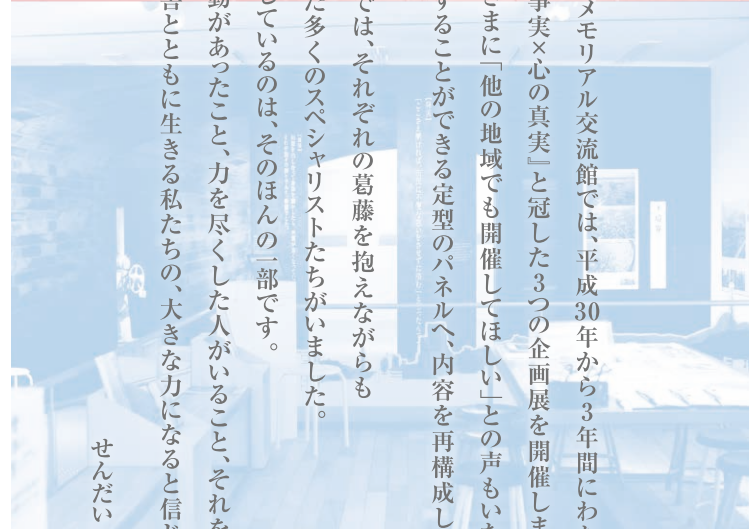 メモリアル交流館では、平成30年から3年間にわた
事実×心の真実』と冠した3つの企画展を開催しま
さまに「他の地域でも開催してほしい」との声もいた
することができる定型のパネルへ、内容を再構成し
では、それぞれの葛藤を抱えながらも
た多くのスペシャリストたちがいました。
しているのは、そのほんの一部です。
動があったこと、力を尽くした人がいること、それを
害とともに生きる私たちの、大きな力になると信じ
せんだい